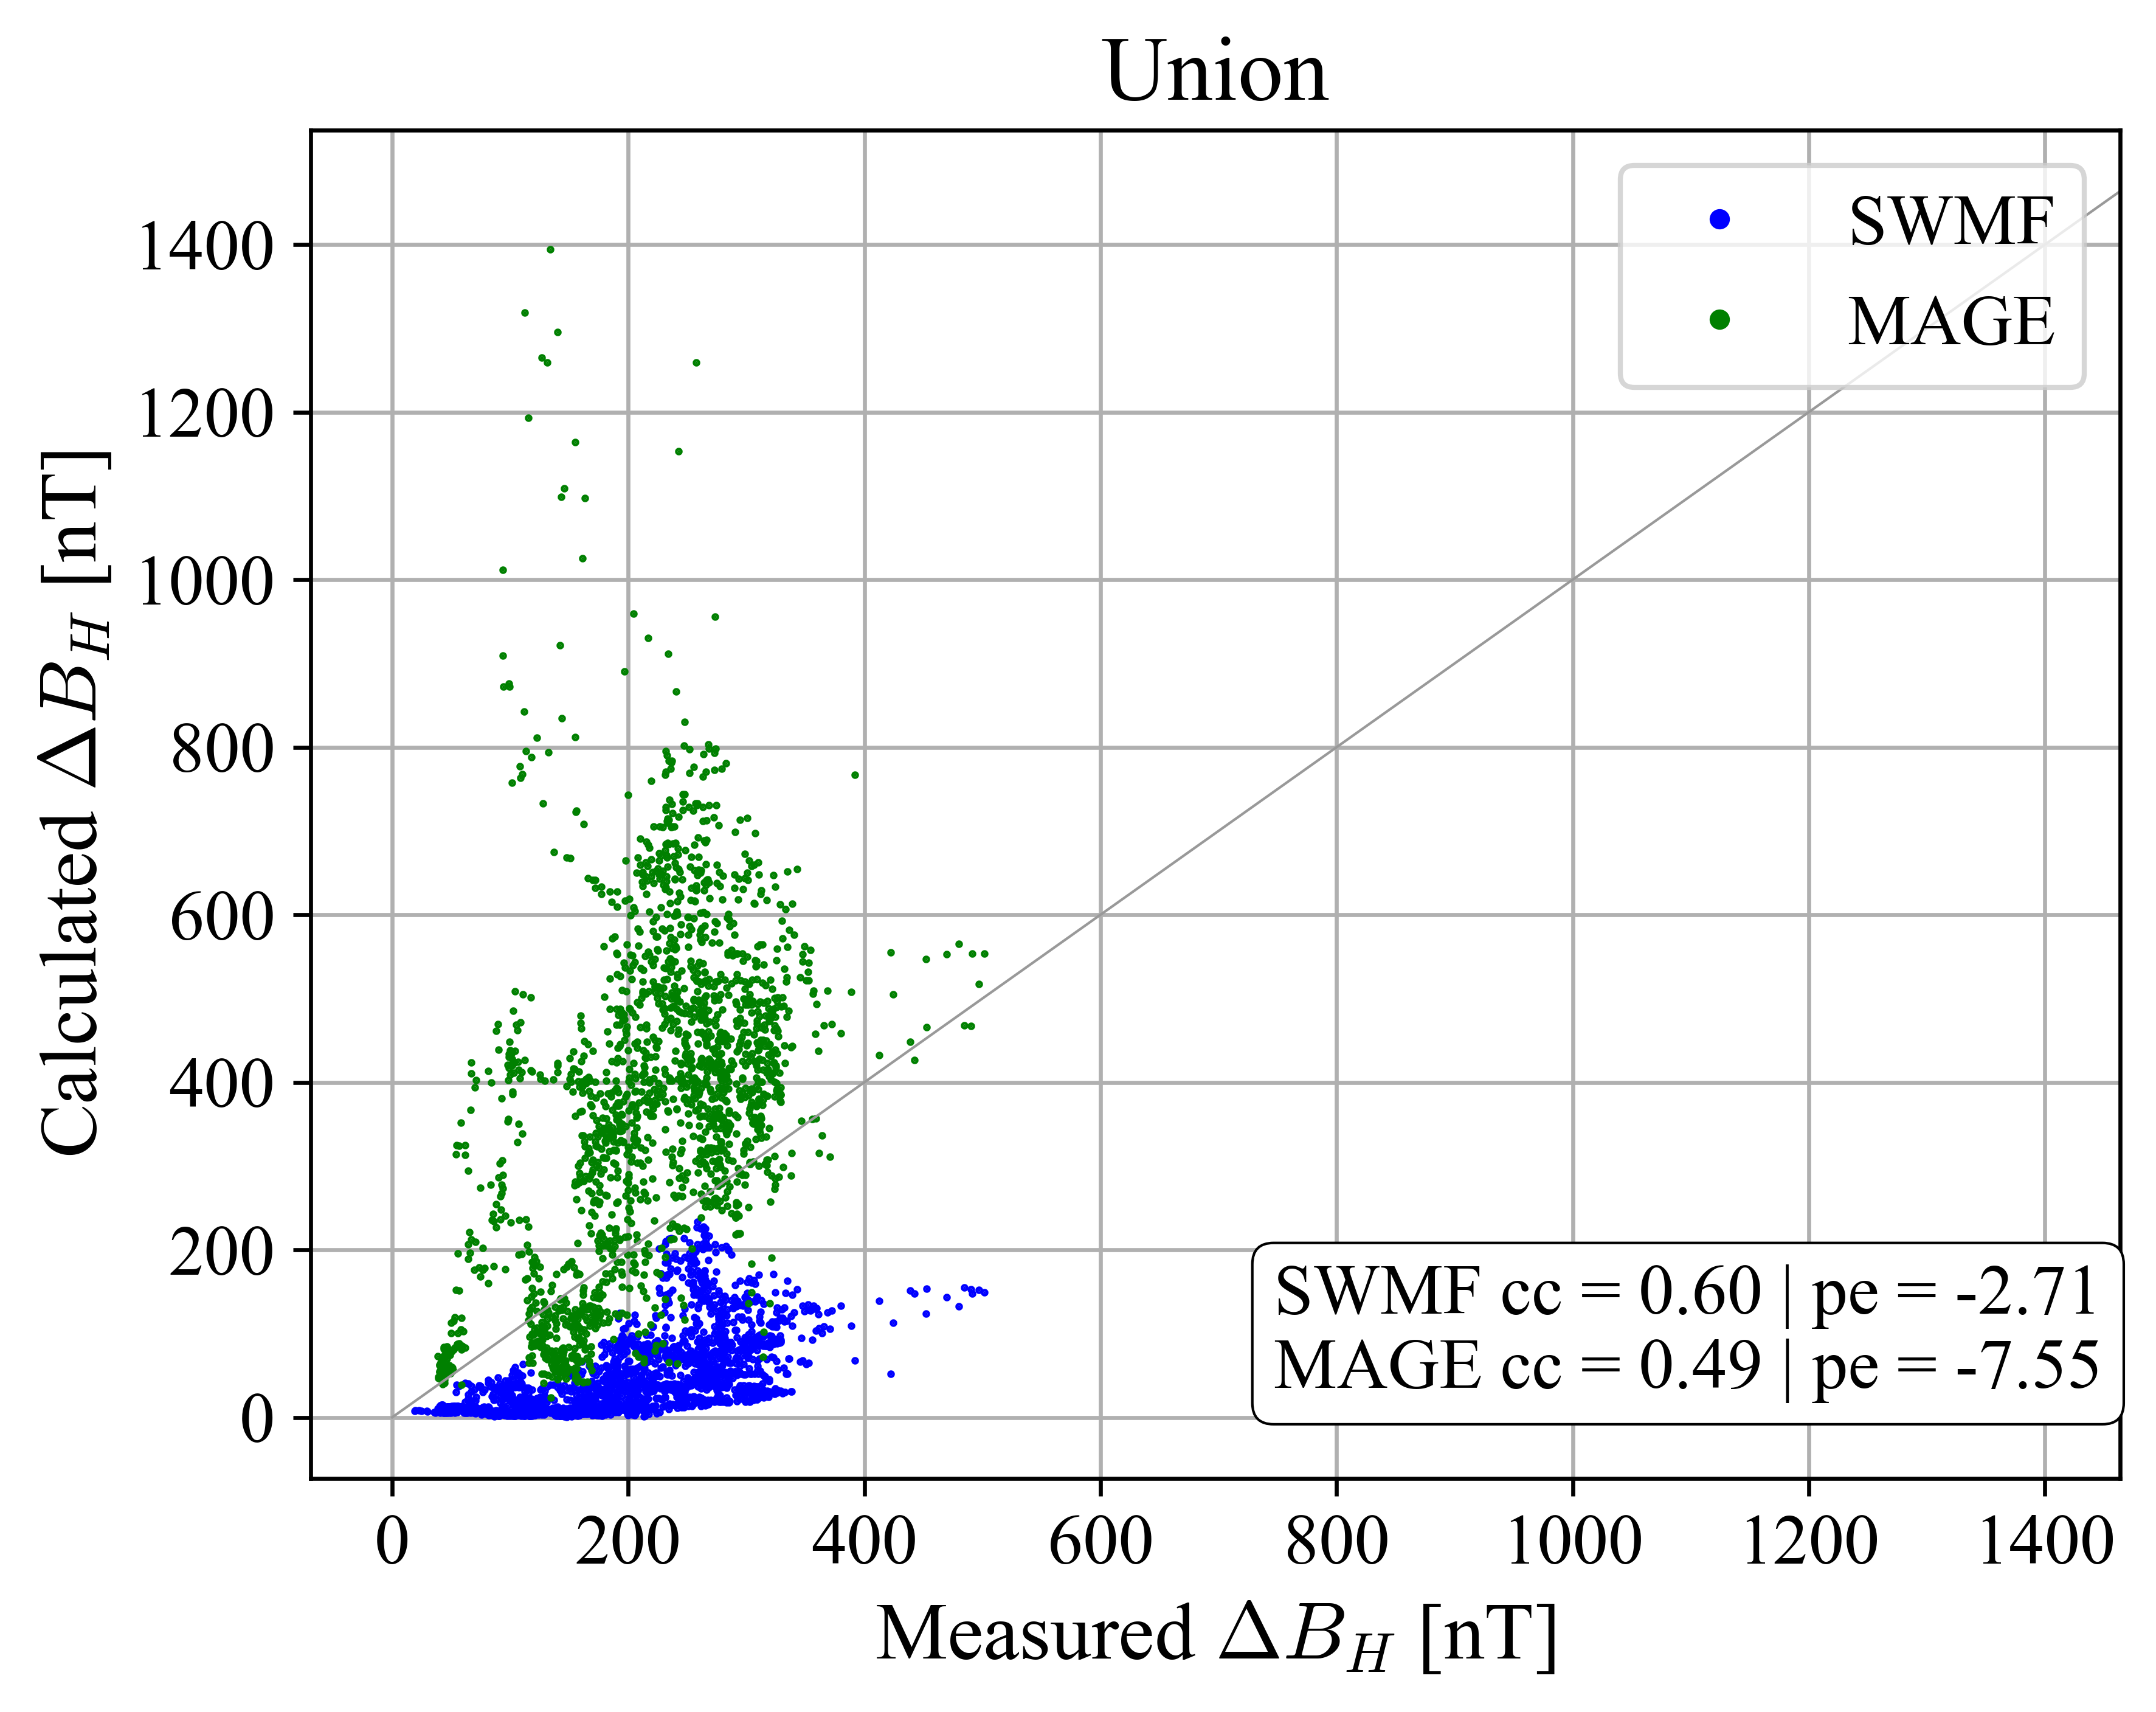 Union
Calculated ΔB_H [nT]
1400
1200
1000
800
600
400
200
0
SWMF
MAGE
SWMF cc = 0.60 | pe = -2.71
MAGE cc = 0.49 | pe = -7.55
0 200 400 600 800 1000 1200 1400
Measured ΔB_H [nT]